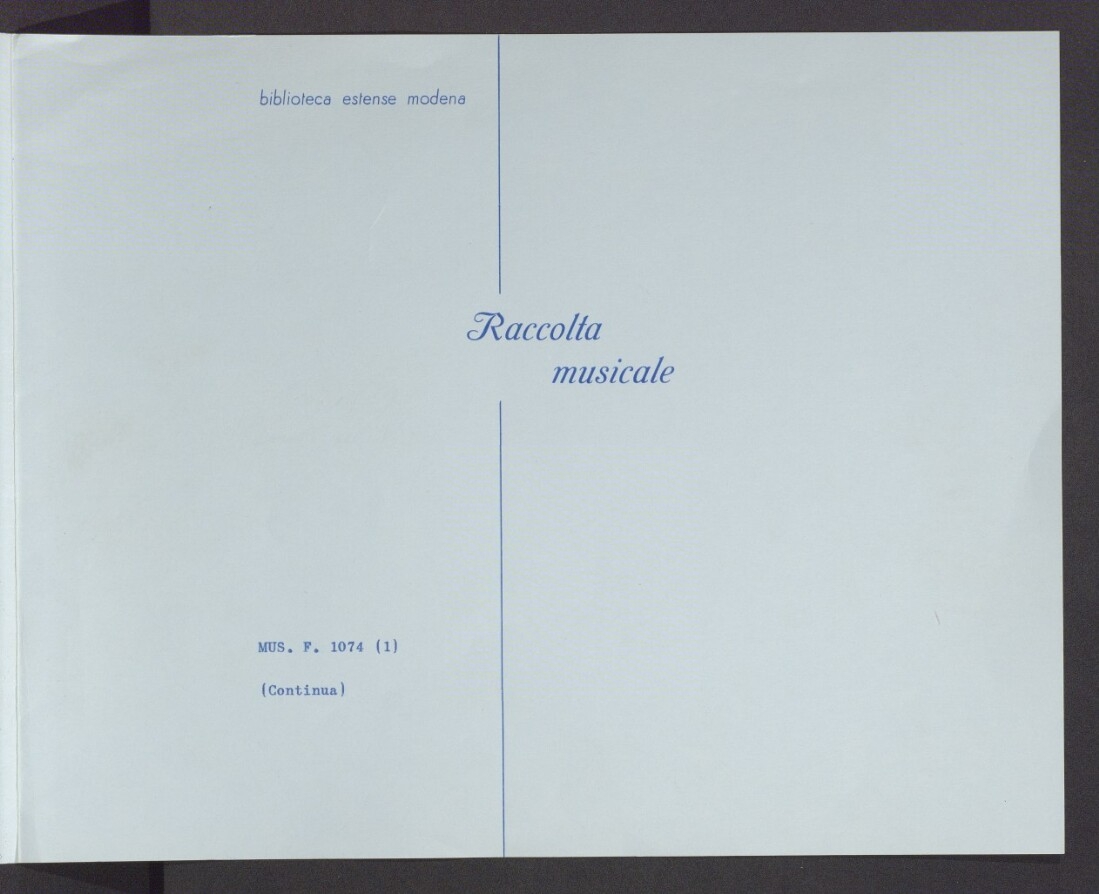 biblioteca estense modena
Raccolta
musicale
MUS. F. 1074 (1)
(Continua)